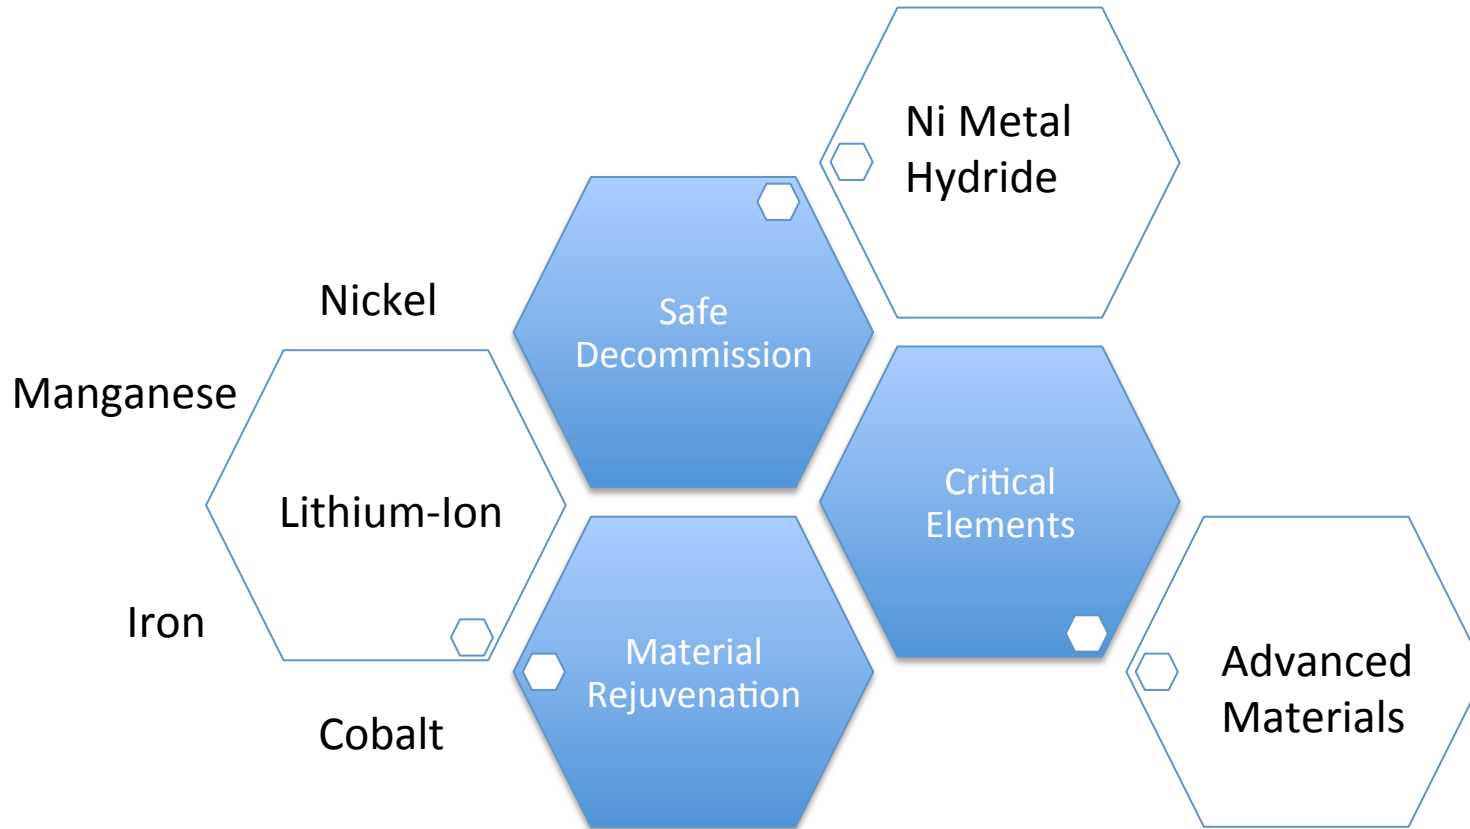 Ni Metal
Hydride
Safe
Decommission
Nickel
Manganese
Lithium-Ion
Critical
Elements
Iron
Material
Rejuvenation
Advanced
Materials
Cobalt